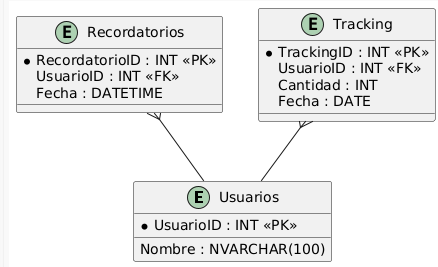 E Recordatorios
* RecordatorioID : INT «PK»
UsuarioID : INT «FK»
Fecha : DATETIME
E Tracking
* TrackingID : INT «PK»
UsuarioID : INT «FK»
Cantidad : INT
Fecha : DATE
E Usuarios
* UsuarioID : INT «PK»
Nombre : NVARCHAR(100)